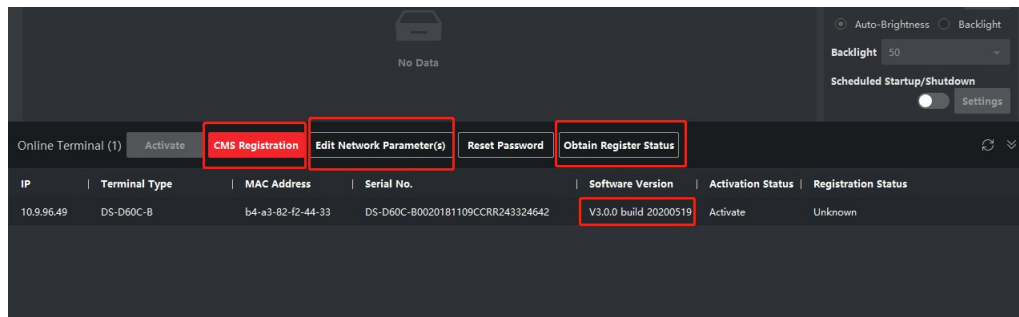 Auto-Brightness Backlight
No Data
Backlight 50
Scheduled Startup/Shutdown
Settings
Online Terminal (1) Activate CMS Registration Edit Network Parameter(s) Reset Password Obtain Register Status
IP Terminal Type MAC Address Serial No. Software Version Activation Status Registration Status
10.9.96.49 DS-D60C-B b4-a3-82-f2-44-33 DS-D60C-B0020181109CCRR243324642 V3.0.0 build 20200519 Activate Unknown